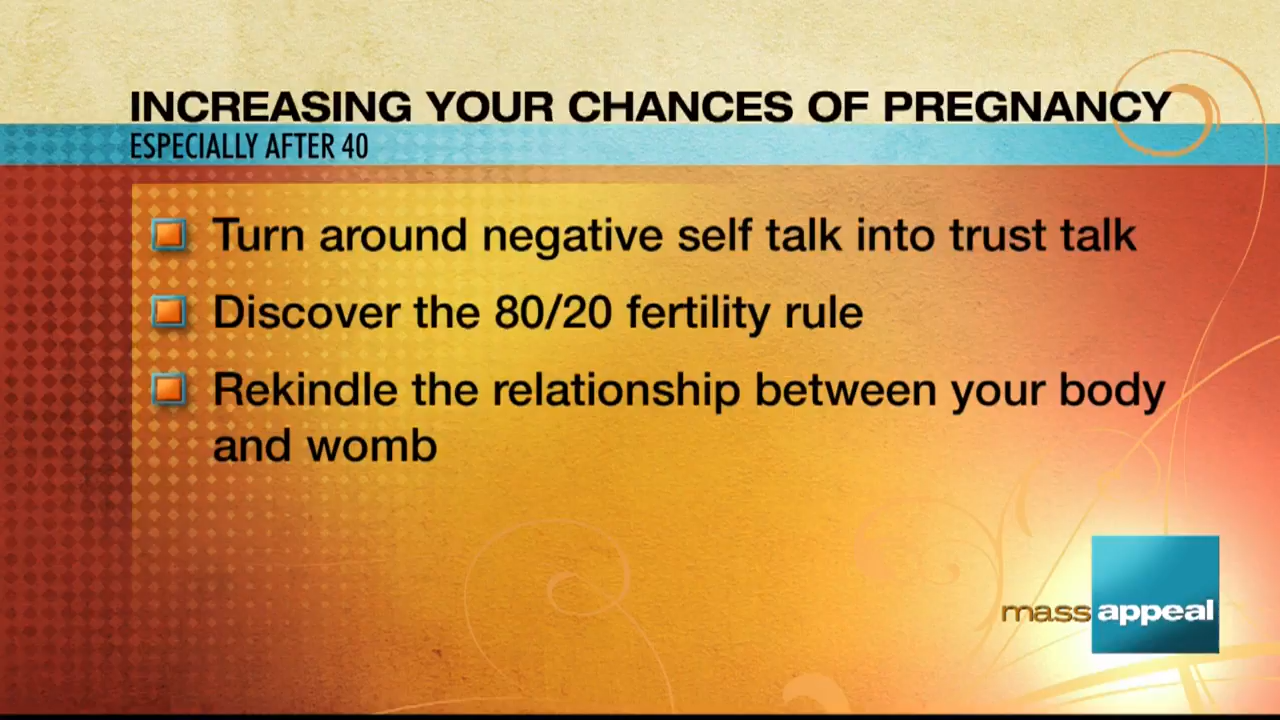 INCREASING YOUR CHANCES OF PREGNANCY
ESPECIALLY AFTER 40
Turn around negative self talk into trust talk
Discover the 80/20 fertility rule
Rekindle the relationship between your body
and womb
mass appeal